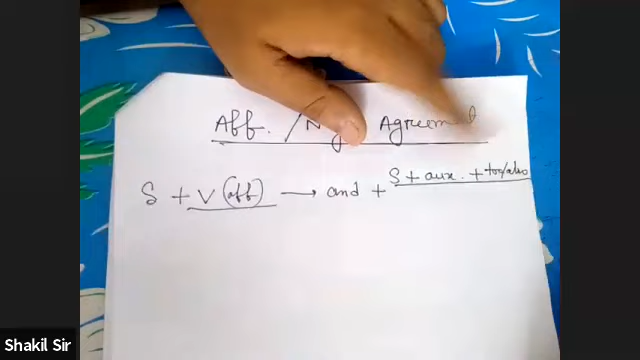 Aff. / Agreement
S + V (aff) → and + S + aux. + too/also
Shakil Sir